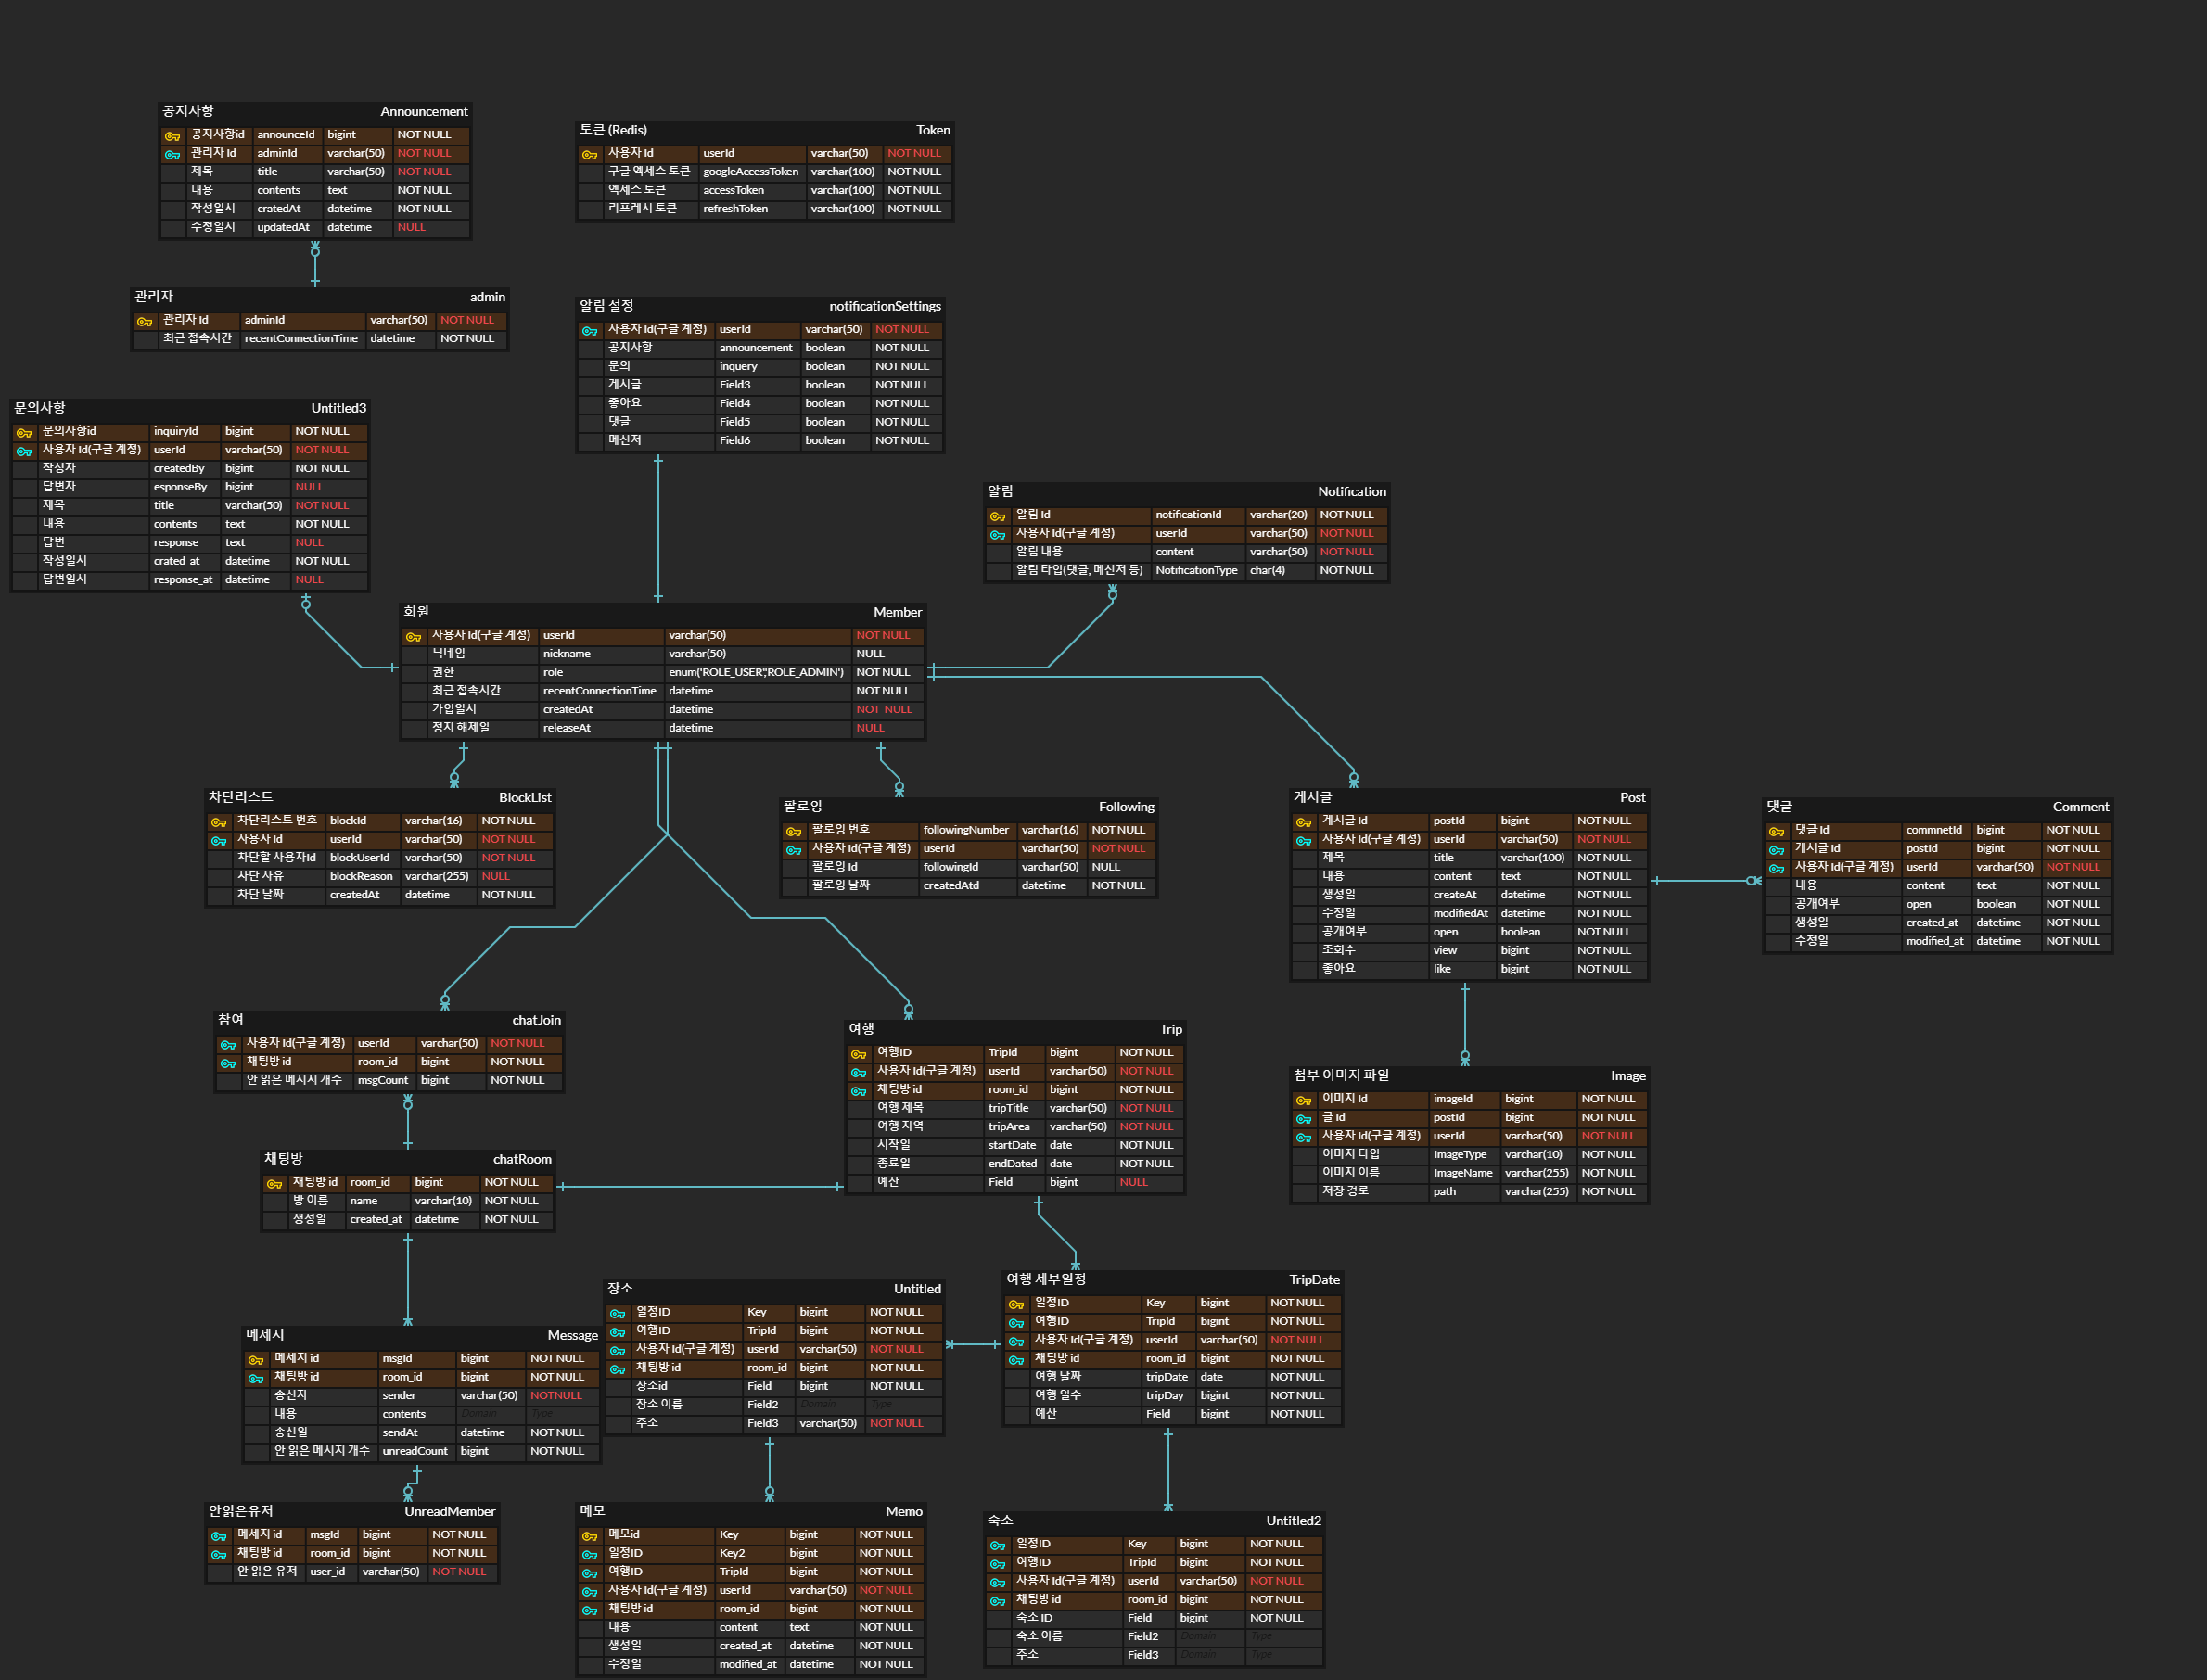 공지사항 Announcement
공지사항id announceId bigint NOT NULL
관리자 Id adminId varchar(50) NOT NULL
제목 title varchar(50) NOT NULL
내용 contents text NOT NULL
작성일시 cratedAt datetime NOT NULL
수정일시 updatedAt datetime NULL
토큰 (Redis) Token
사용자 Id userId varchar(50) NOT NULL
구글 액세스 토큰 googleAccessToken varchar(100) NOT NULL
액세스 토큰 accessToken varchar(100) NOT NULL
리프레시 토큰 refreshToken varchar(100) NOT NULL
관리자 admin
관리자 Id adminId varchar(50) NOT NULL
최근 접속시간 recentConnectionTime datetime NOT NULL
알림 설정 notificationSettings
사용자 Id(구글 계정) userId varchar(50) NOT NULL
공지사항 announcement boolean NOT NULL
문의 inquery boolean NOT NULL
게시글 Field3 boolean NOT NULL
좋아요 Field4 boolean NOT NULL
댓글 Field5 boolean NOT NULL
메신저 Field6 boolean NOT NULL
문의사항 Untitled3
문의사항id inquiryId bigint NOT NULL
사용자 Id(구글 계정) userId varchar(50) NOT NULL
작성자 createdBy bigint NOT NULL
답변자 esponseBy bigint NULL
제목 title varchar(50) NOT NULL
내용 contents text NOT NULL
답변 response text NULL
작성일시 crated_at datetime NOT NULL
답변일시 response_at datetime NULL
알림 Notification
알림 Id notificationId varchar(20) NOT NULL
사용자 Id(구글 계정) userId varchar(50) NOT NULL
알림 내용 content varchar(50) NOT NULL
알림 타입(댓글, 메신저 등) NotificationType char(4) NOT NULL
회원 Member
사용자 Id(구글 계정) userId varchar(50) NOT NULL
닉네임 nickname varchar(50) NULL
권한 role enum('ROLE_USER','ROLE_ADMIN') NOT NULL
최근 접속시간 recentConnectionTime datetime NOT NULL
가입일시 createdAt datetime NOT NULL
정지 해제일 releaseAt datetime NULL
차단리스트 BlockList
차단리스트 번호 blockId varchar(16) NOT NULL
사용자 Id userId varchar(50) NOT NULL
차단할 사용자Id blockUserId varchar(50) NOT NULL
차단 사유 blockReason varchar(255) NULL
차단 날짜 createdAt datetime NOT NULL
팔로잉 Following
팔로잉 번호 followingNumber varchar(16) NOT NULL
사용자 Id(구글 계정) userId varchar(50) NOT NULL
팔로잉 Id followingId varchar(50) NULL
팔로잉 날짜 createdAtd datetime NOT NULL
게시글 Post
게시글 Id postId bigint NOT NULL
사용자 Id(구글 계정) userId varchar(50) NOT NULL
제목 title varchar(100) NOT NULL
내용 content text NOT NULL
생성일 createAt datetime NOT NULL
수정일 modifiedAt datetime NOT NULL
공개여부 open boolean NOT NULL
조회수 view bigint NOT NULL
좋아요 like bigint NOT NULL
댓글 Comment
댓글 Id commnetId bigint NOT NULL
게시글 Id postId bigint NOT NULL
사용자 Id(구글 계정) userId varchar(50) NOT NULL
내용 content text NOT NULL
공개여부 open boolean NOT NULL
생성일 created_at datetime NOT NULL
수정일 modified_at datetime NOT NULL
참여 chatJoin
사용자 Id(구글 계정) userId varchar(50) NOT NULL
채팅방 id room_id bigint NOT NULL
안 읽은 메시지 개수 msgCount bigint NOT NULL
여행 Trip
여행ID TripId bigint NOT NULL
사용자 Id(구글 계정) userId varchar(50) NOT NULL
채팅방 id room_id bigint NOT NULL
여행 제목 tripTitle varchar(50) NOT NULL
여행 지역 tripArea varchar(50) NOT NULL
시작일 startDate date NOT NULL
종료일 endDated date NOT NULL
예산 Field bigint NULL
첨부 이미지 파일 Image
이미지 Id imageId bigint NOT NULL
글 Id postId bigint NOT NULL
사용자 Id(구글 계정) userId varchar(50) NOT NULL
이미지 타입 ImageType varchar(10) NOT NULL
이미지 이름 ImageName varchar(255) NOT NULL
저장 경로 path varchar(255) NOT NULL
채팅방 chatRoom
채팅방 id room_id bigint NOT NULL
방 이름 name varchar(10) NOT NULL
생성일 created_at datetime NOT NULL
장소 Untitled
일정ID Key bigint NOT NULL
여행ID TripId bigint NOT NULL
사용자 Id(구글 계정) userId varchar(50) NOT NULL
채팅방 id room_id bigint NOT NULL
장소id Field bigint NOT NULL
장소 이름 Field2 Domain Type
주소 Field3 varchar(50) NOT NULL
여행 세부일정 TripDate
일정ID Key bigint NOT NULL
여행ID TripId bigint NOT NULL
사용자 Id(구글 계정) userId varchar(50) NOT NULL
채팅방 id room_id bigint NOT NULL
여행 날짜 tripDate date NOT NULL
여행 일수 tripDay bigint NOT NULL
예산 Field bigint NOT NULL
메세지 Message
메세지 id msgId bigint NOT NULL
채팅방 id room_id bigint NOT NULL
송신자 sender varchar(50) NOTNULL
내용 contents Domain Type
송신일 sendAt datetime NOT NULL
안 읽은 메시지 개수 unreadCount bigint NOT NULL
안읽은유저 UnreadMember
메세지 id msgId bigint NOT NULL
채팅방 id room_id bigint NOT NULL
안 읽은 유저 user_id varchar(50) NOT NULL
메모 Memo
메모id Key bigint NOT NULL
일정ID Key2 bigint NOT NULL
여행ID TripId bigint NOT NULL
사용자 Id(구글 계정) userId varchar(50) NOT NULL
채팅방 id room_id bigint NOT NULL
내용 content text NOT NULL
생성일 created_at datetime NOT NULL
수정일 modified_at datetime NOT NULL
숙소 Untitled2
일정ID Key bigint NOT NULL
여행ID TripId bigint NOT NULL
사용자 Id(구글 계정) userId varchar(50) NOT NULL
채팅방 id room_id bigint NOT NULL
숙소 ID Field bigint NOT NULL
숙소 이름 Field2 Domain Type
주소 Field3 Domain Type